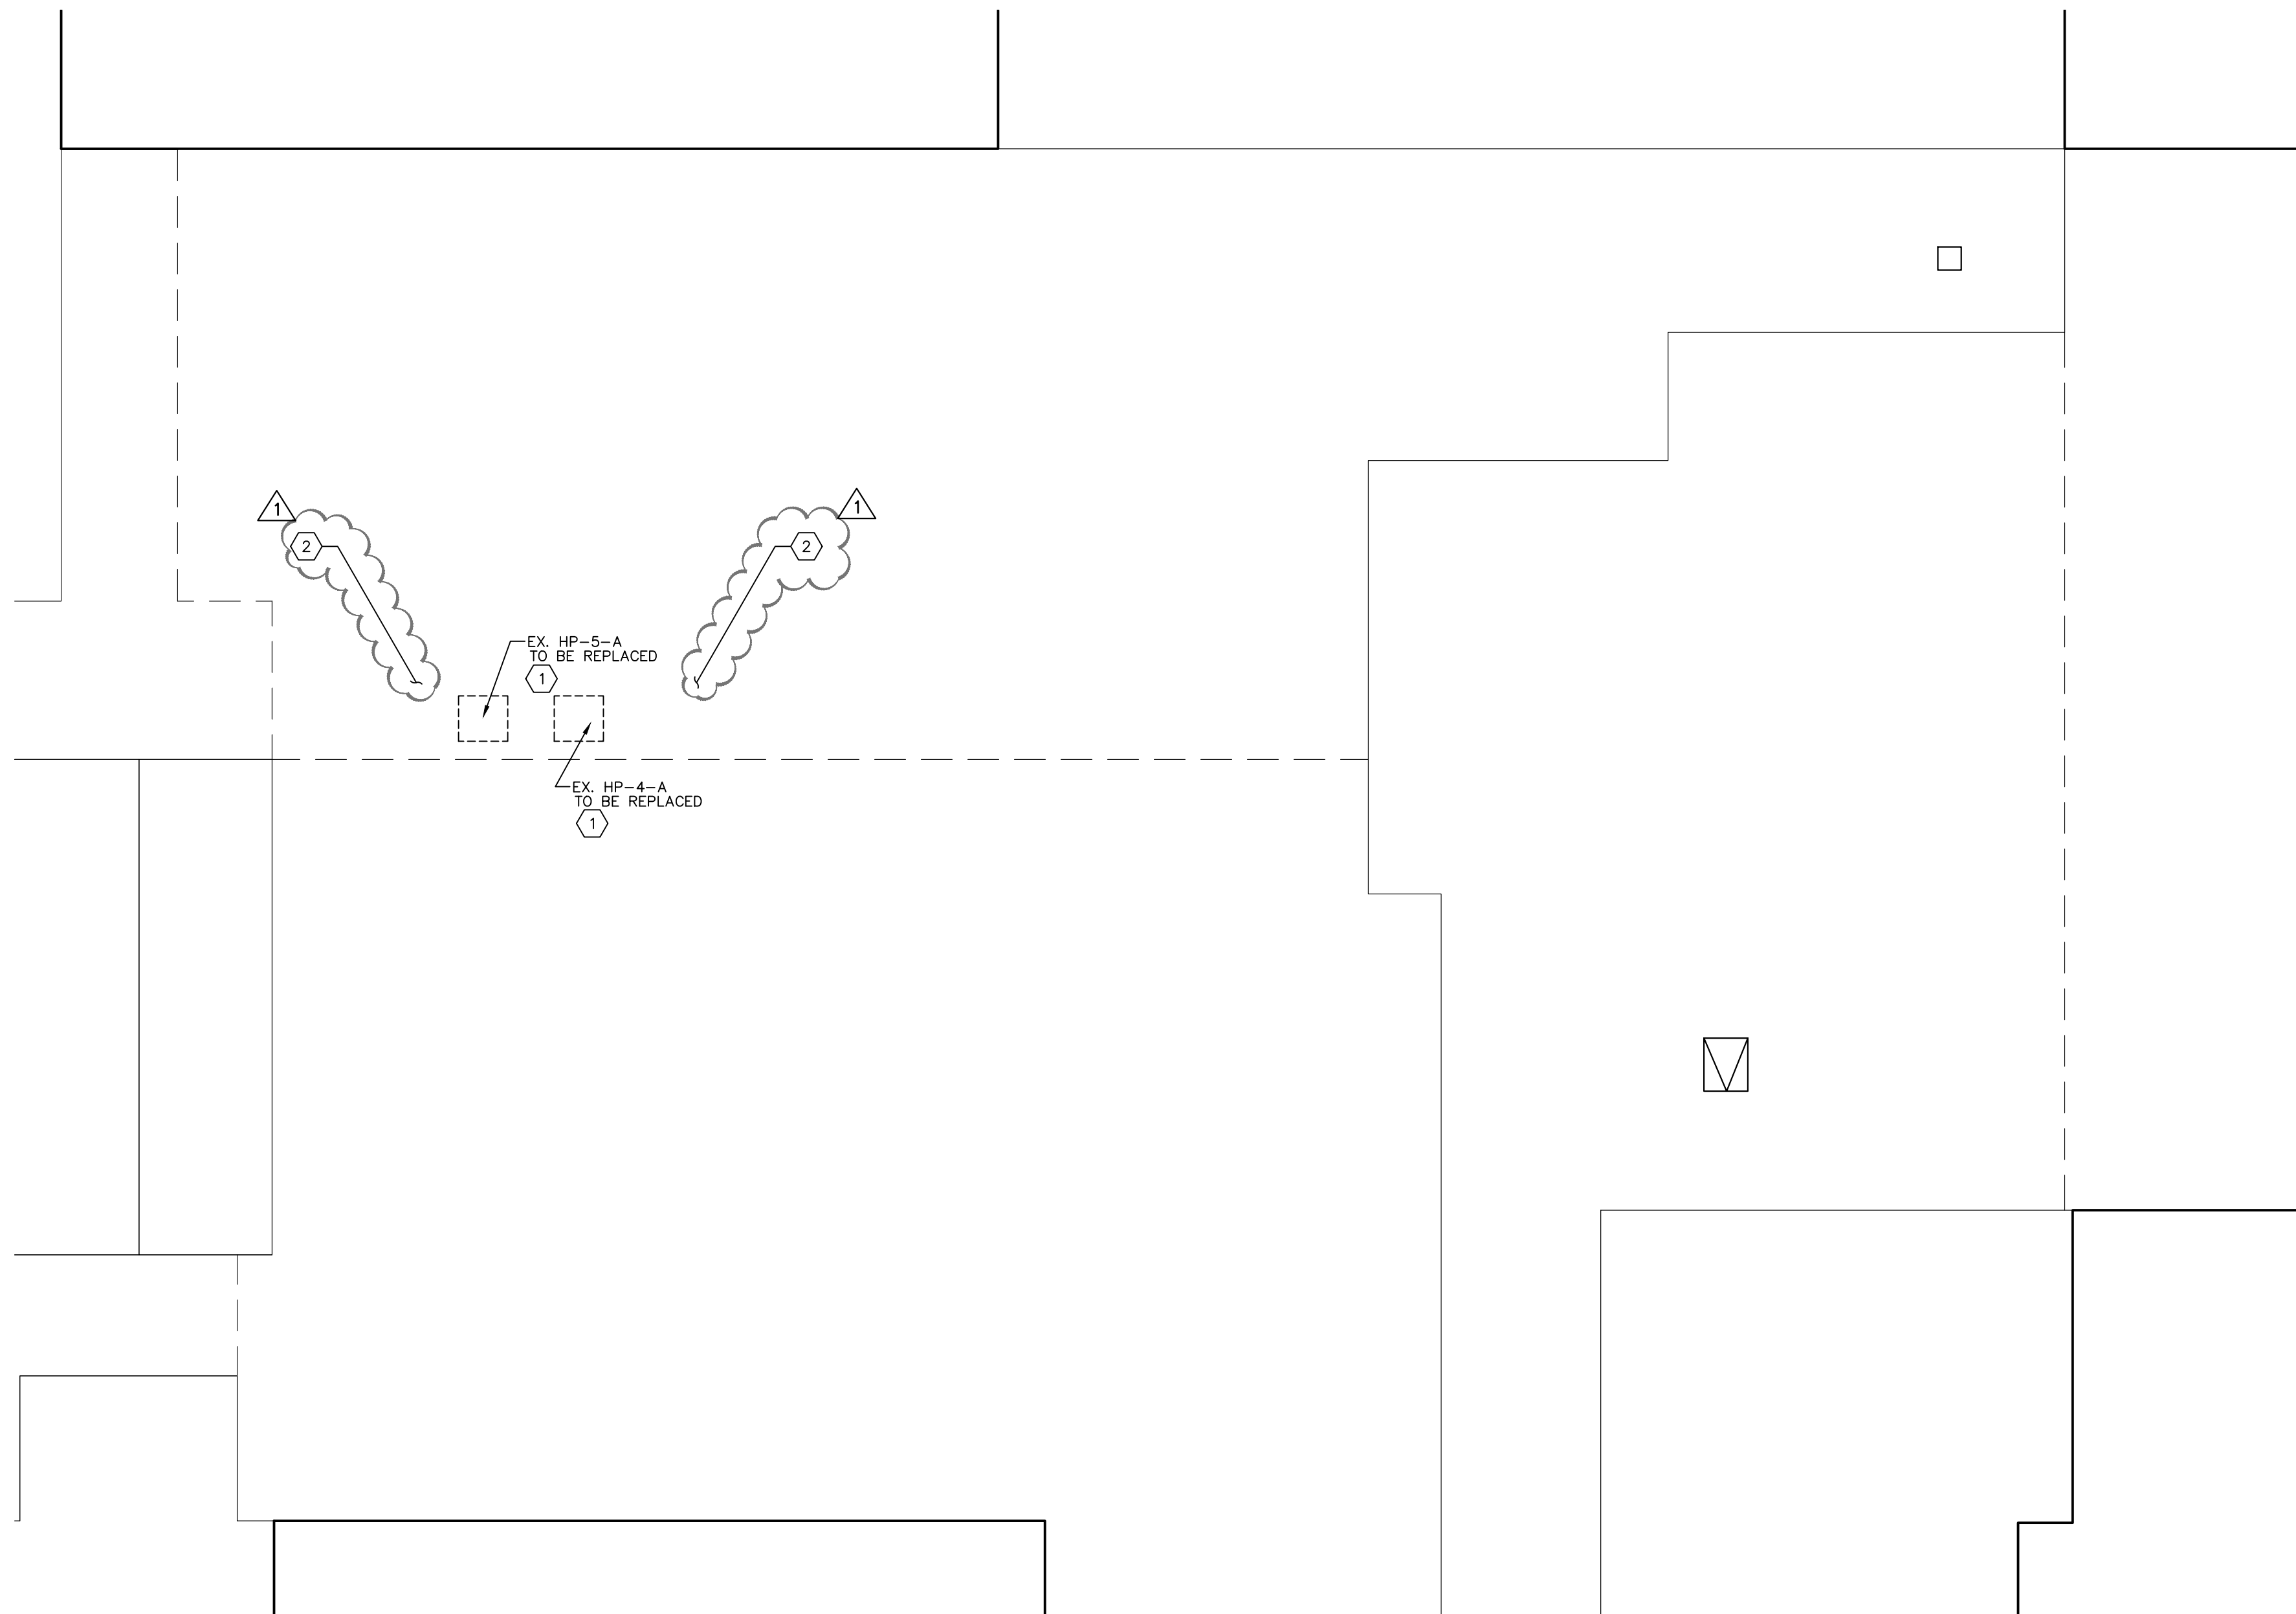 1
1
2
2
EX. HP-5-A
TO BE REPLACED
1
EX. HP-4-A
TO BE REPLACED
1